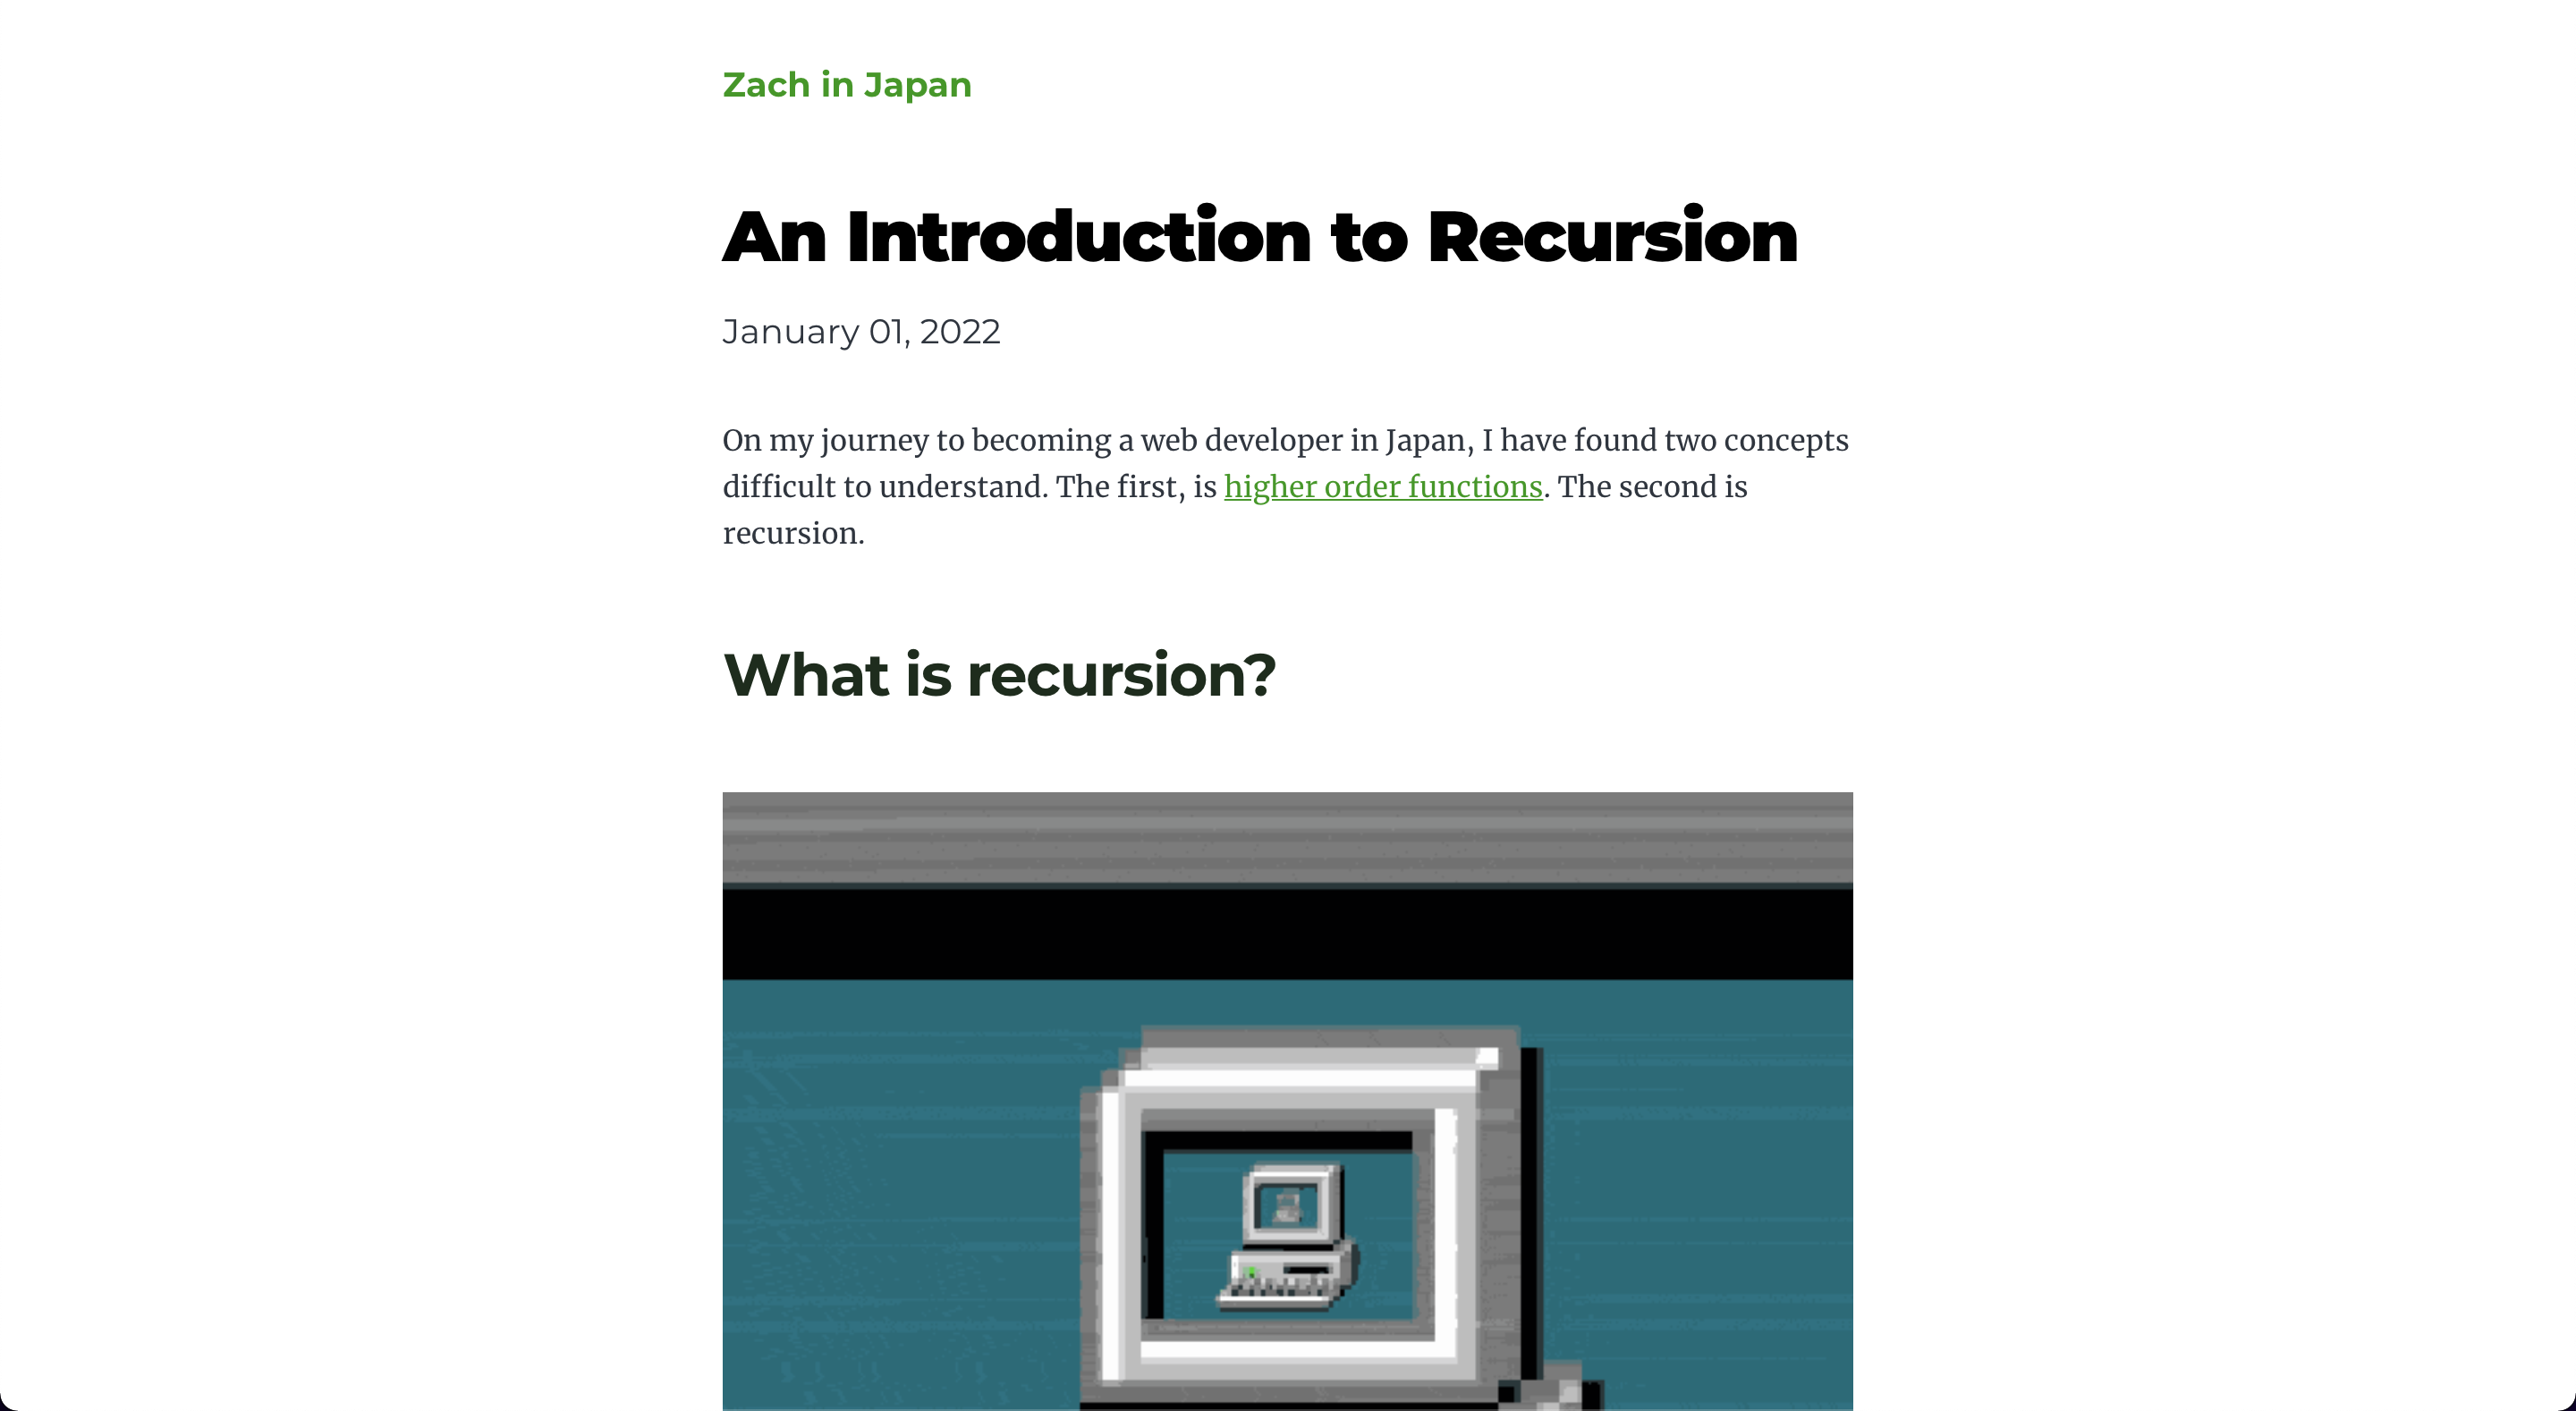 Zach in Japan
An Introduction to Recursion
January 01, 2022
On my journey to becoming a web developer in Japan, I have found two concepts
difficult to understand. The first, is higher order functions. The second is
recursion.
What is recursion?